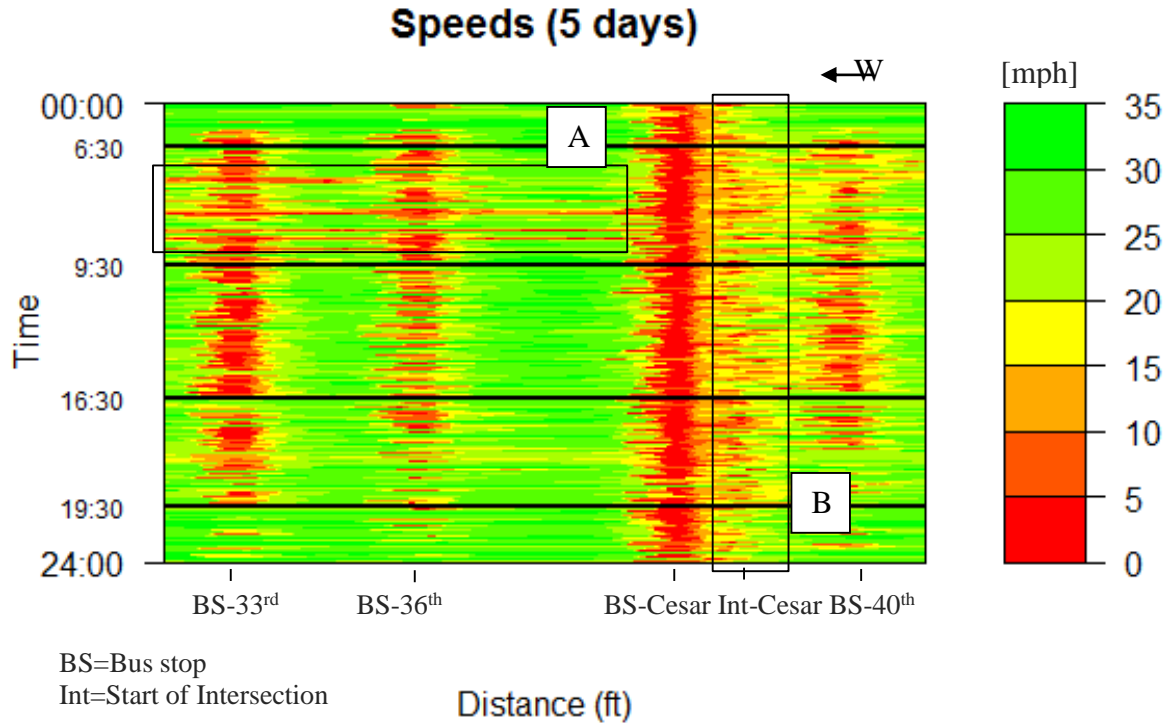 Speeds (5 days)
W
[mph]
00:00
6:30
9:30
16:30
19:30
24:00
Time
A
B
35
30
25
20
15
10
5
0
BS-33rd BS-36th BS-Cesar Int-Cesar BS-40th
BS=Bus stop
Int=Start of Intersection
Distance (ft)